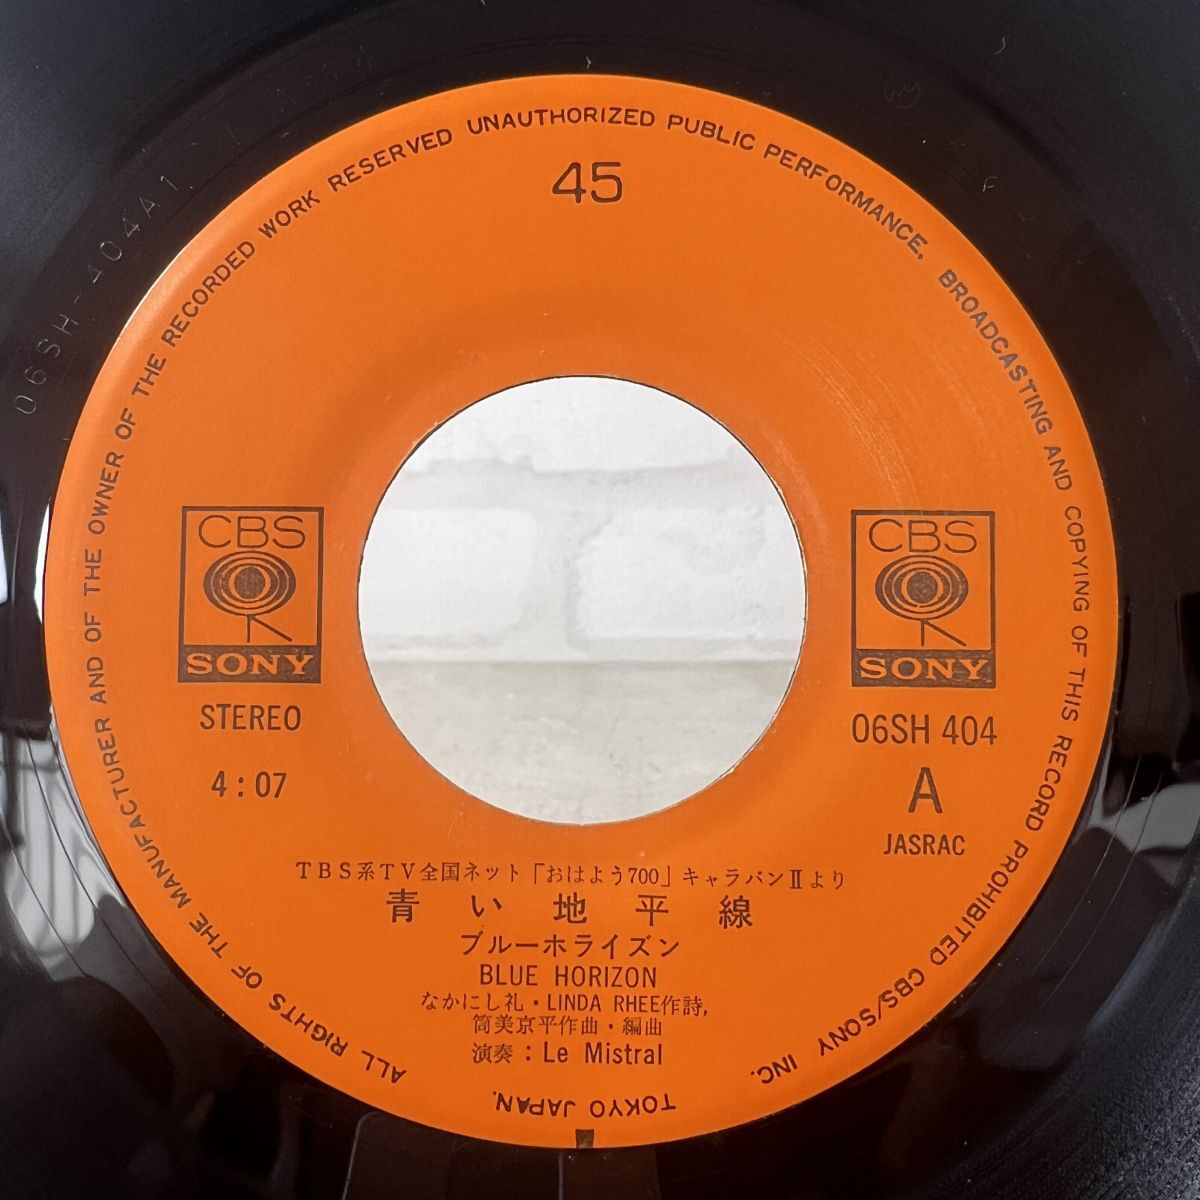 ALL RIGHTS OF THE MANUFACTURER AND OF THE OWNER OF THE RECORDED WORK RESERVED UNAUTHORIZED PUBLIC PERFORMANCE, BROADCASTING AND COPYING OF THIS RECORD PROHIBITED CBS/SONY INC.
TOKYO JAPAN.
06SH-404A1
45
CBS
SONY
STEREO
4:07
CBS
SONY
06SH 404
A
JASRAC
TBS系TV全国ネット「おはよう700」キャラバンⅡより
青い地平線
ブルーホライズン
BLUE HORIZON
なかにし礼・LINDA RHEE作詩,
筒美京平作曲・編曲
演奏:Le Mistral